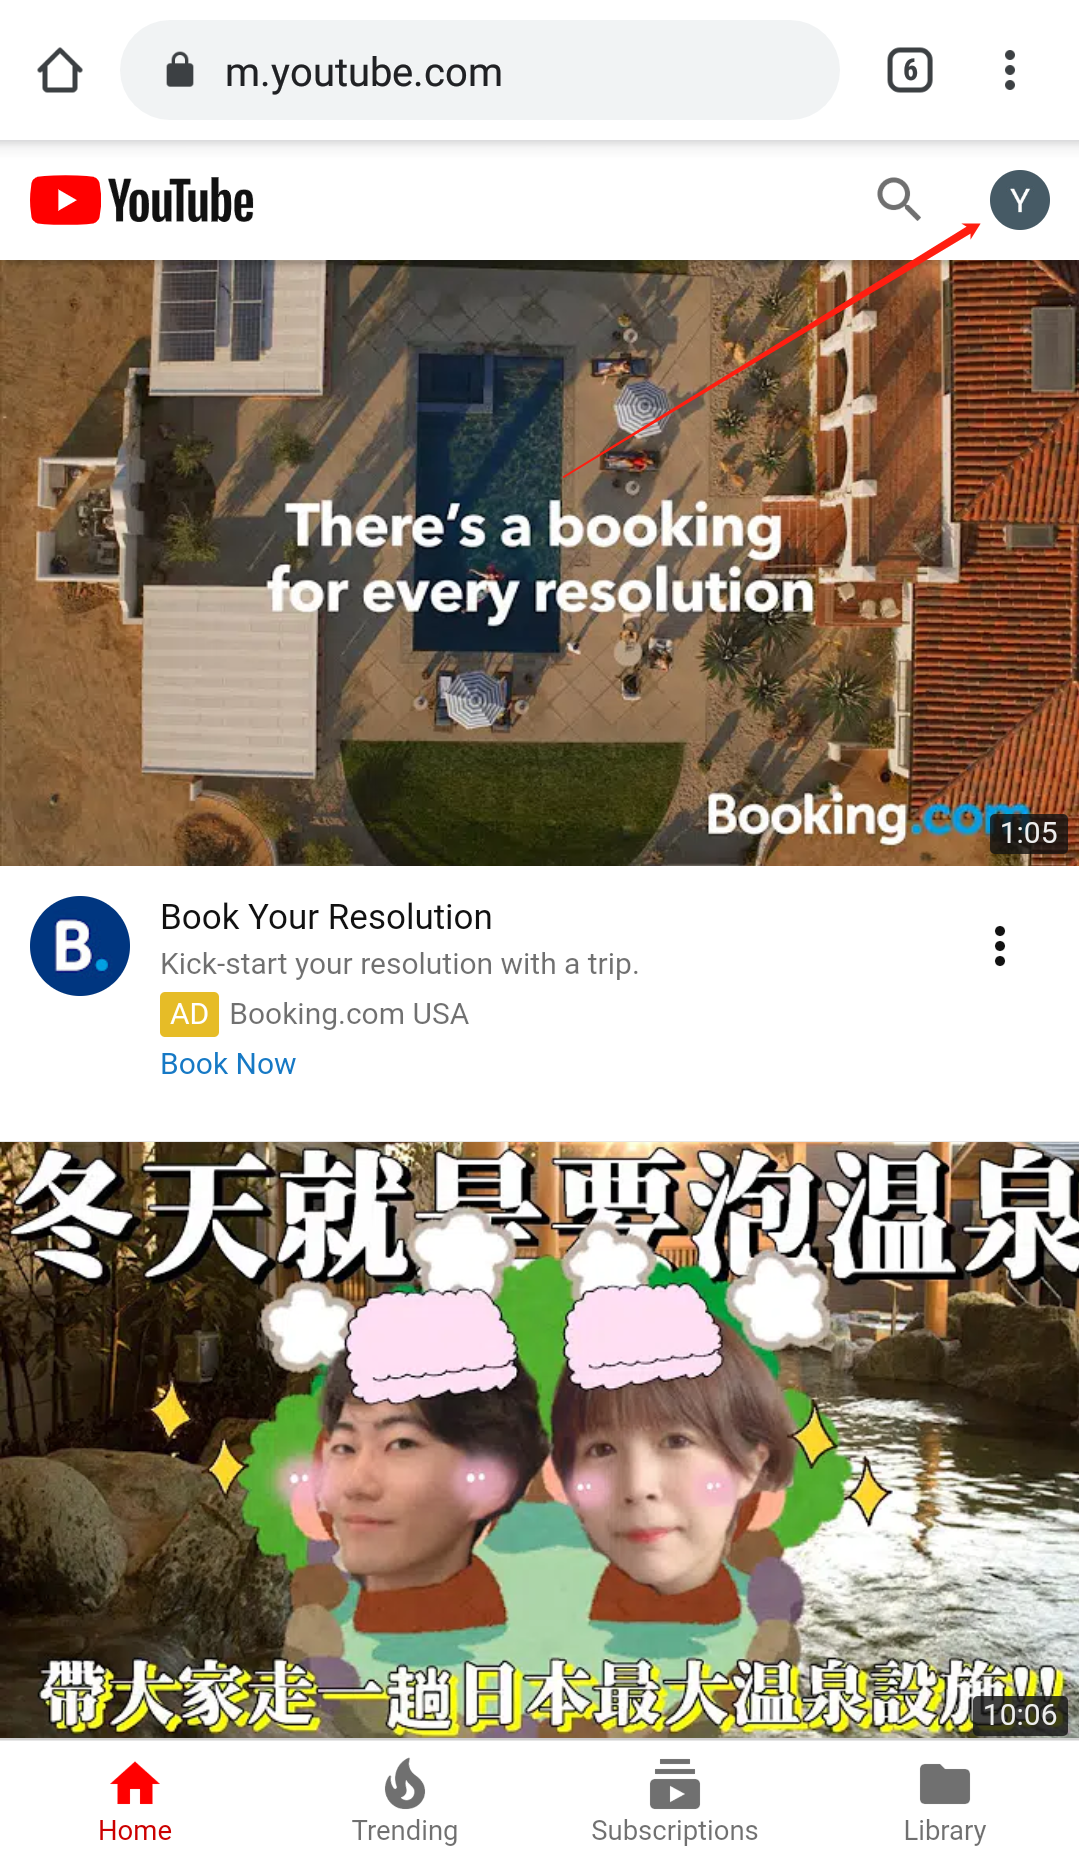 m.youtube.com
6
YouTube
Y
There's a booking
for every resolution
Booking.com
1:05
B.
Book Your Resolution
Kick-start your resolution with a trip.
AD Booking.com USA
Book Now
冬天就是要泡温泉
帶大家走一趟日本最大温泉設施!!
10:06
Home
Trending
Subscriptions
Library